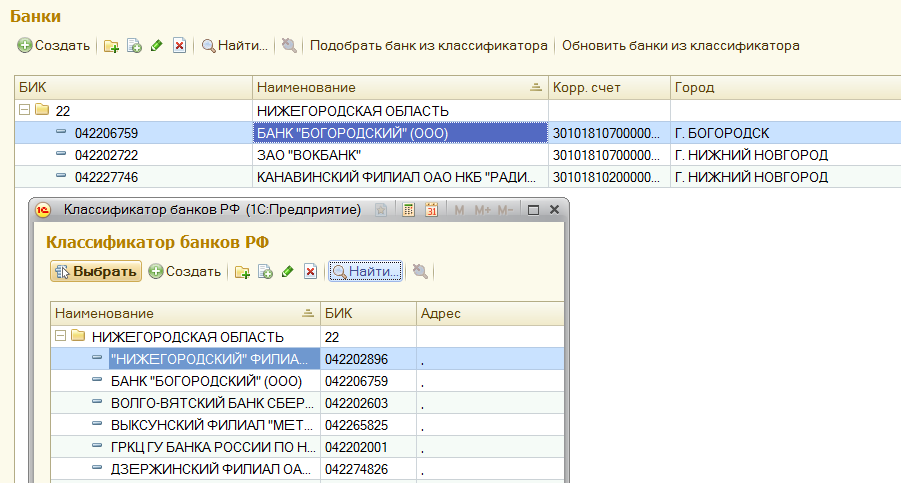 Банки
Создать Найти... Подобрать банк из классификатора Обновить банки из классификатора
БИК Наименование Корр. счет Город
22 НИЖЕГОРОДСКАЯ ОБЛАСТЬ
042206759 БАНК "БОГОРОДСКИЙ" (ООО) 30101810700000... Г. БОГОРОДСК
042202722 ЗАО "ВОКБАНК" 30101810700000... Г. НИЖНИЙ НОВГОРОД
042227746 КАНАВИНСКИЙ ФИЛИАЛ ОАО НКБ "РАДИ... 30101810200000... Г. НИЖНИЙ НОВГОРОД
Классификатор банков РФ (1С:Предприятие) 31 M M+ M-
Классификатор банков РФ
Выбрать Создать Найти...
Наименование БИК Адрес
НИЖЕГОРОДСКАЯ ОБЛАСТЬ 22
"НИЖЕГОРОДСКИЙ" ФИЛИА... 042202896 ,
БАНК "БОГОРОДСКИЙ" (ООО) 042206759 ,
ВОЛГО-ВЯТСКИЙ БАНК СБЕР... 042202603 ,
ВЫКСУНСКИЙ ФИЛИАЛ "МЕТ... 042265825 ,
ГРКЦ ГУ БАНКА РОССИИ ПО Н... 042202001 ,
ДЗЕРЖИНСКИЙ ФИЛИАЛ ОА... 042274826 ,